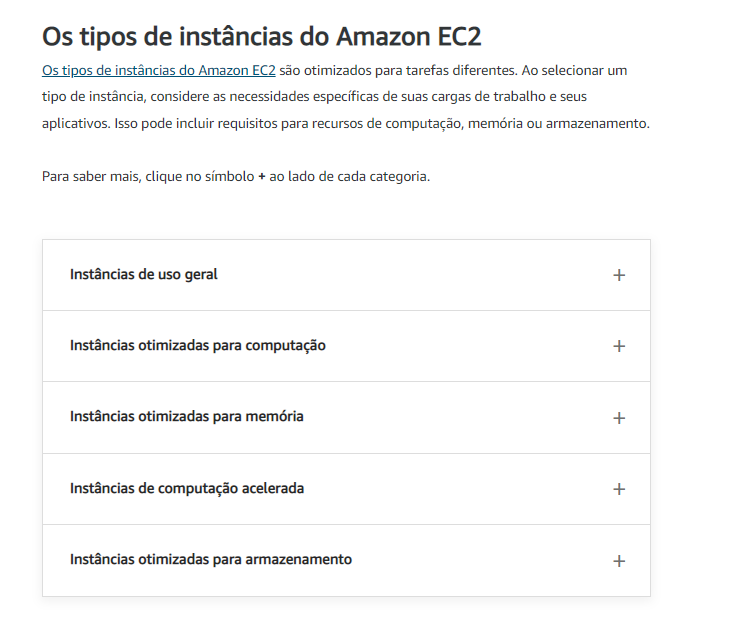 Os tipos de instâncias do Amazon EC2
Os tipos de instâncias do Amazon EC2 são otimizados para tarefas diferentes. Ao selecionar um
tipo de instância, considere as necessidades específicas de suas cargas de trabalho e seus
aplicativos. Isso pode incluir requisitos para recursos de computação, memória ou armazenamento.
Para saber mais, clique no símbolo + ao lado de cada categoria.
Instâncias de uso geral +
Instâncias otimizadas para computação +
Instâncias otimizadas para memória +
Instâncias de computação acelerada +
Instâncias otimizadas para armazenamento +